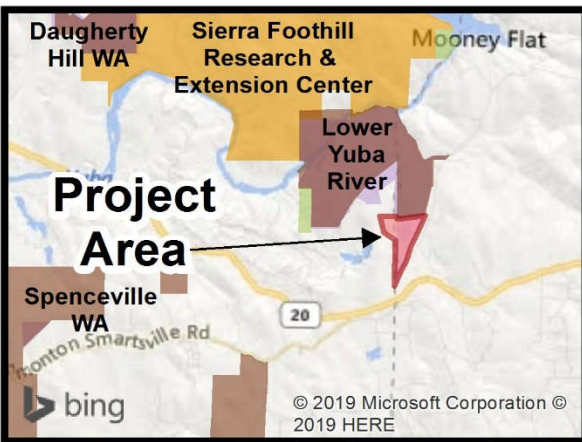 Daugherty
Hill WA
Sierra Foothill
Research &
Extension Center
Mooney Flat
Lower
Yuba
River
Project
Area
Spenceville
WA
20
monton Smartsville Rd
bing
© 2019 Microsoft Corporation ©
2019 HERE